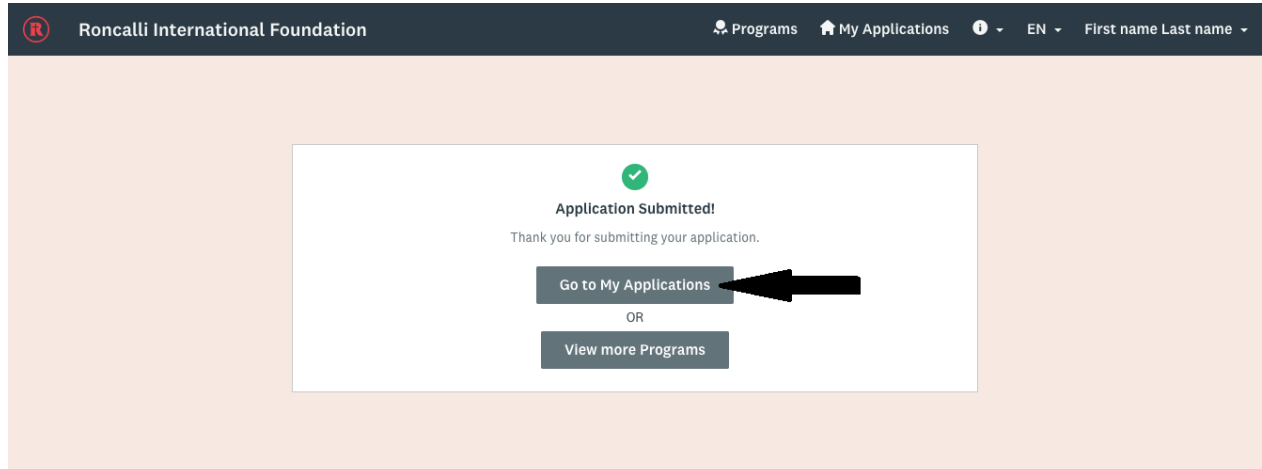 R Roncalli International Foundation Programs My Applications EN First name Last name
Application Submitted!
Thank you for submitting your application.
Go to My Applications
OR
View more Programs